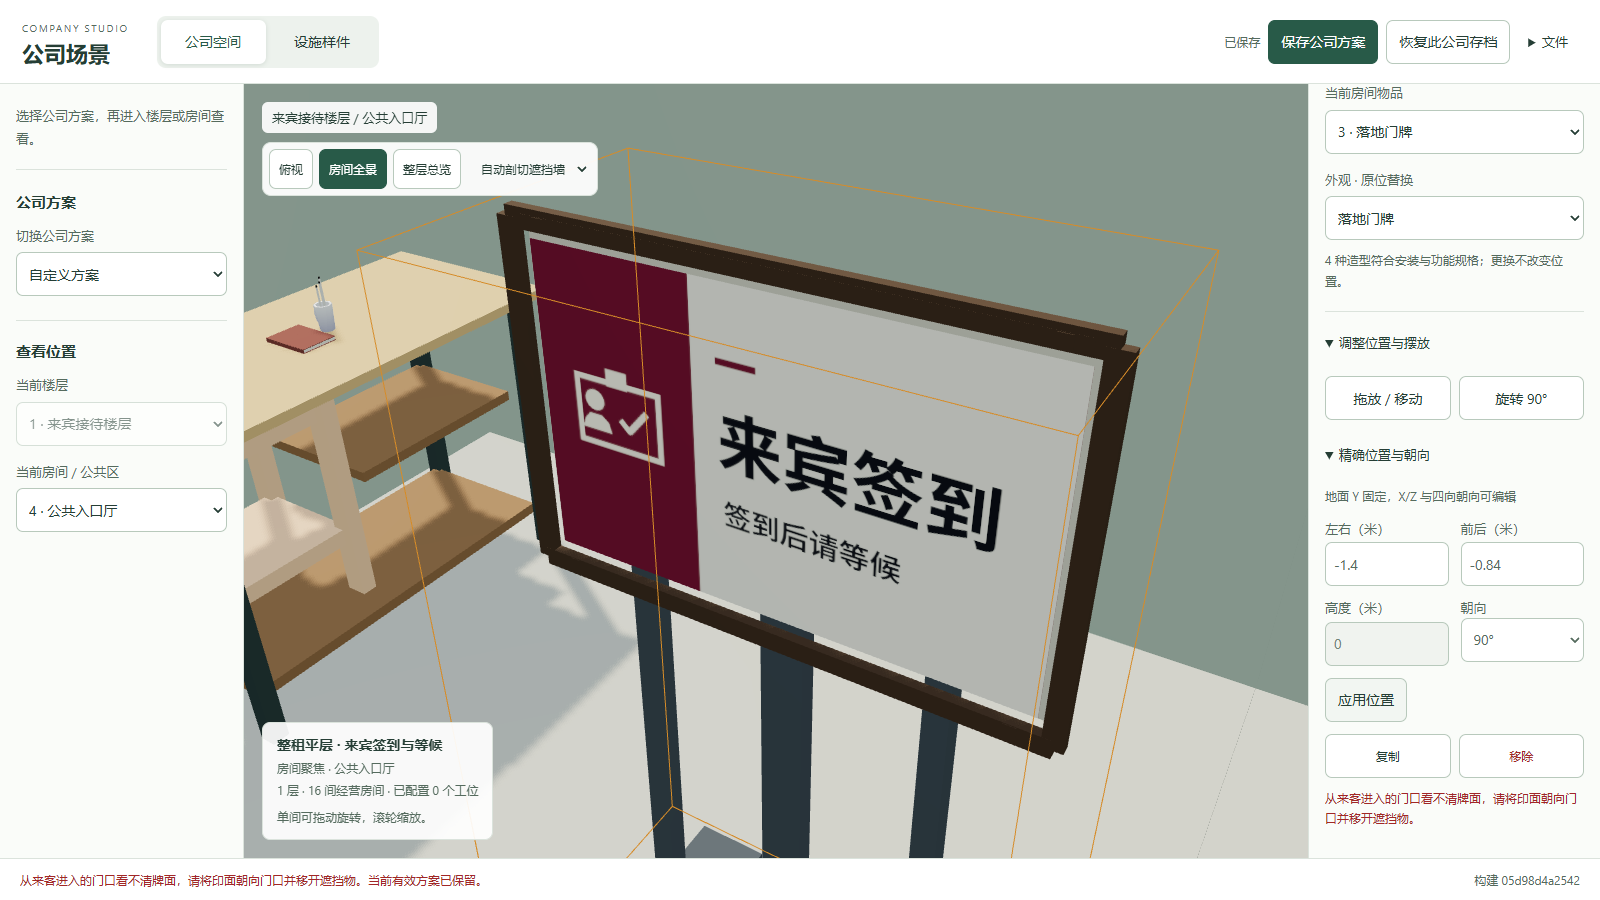 COMPANY STUDIO
公司场景
公司空间
设施样件
已保存
保存公司方案
恢复此公司存档
文件
选择公司方案，再进入楼层或房间查看。
公司方案
切换公司方案
自定义方案
查看位置
当前楼层
1 · 来宾接待楼层
当前房间 / 公共区
4 · 公共入口厅
来宾接待楼层 / 公共入口厅
俯视
房间全景
整层总览
自动剖切遮挡墙
来宾签到
签到后请等候
整租平层 · 来宾签到与等候
房间聚焦 · 公共入口厅
1 层 · 16 间经营房间 · 已配置 0 个工位
单间可拖动旋转，滚轮缩放。
当前房间物品
3 · 落地门牌
外观 · 原位替换
落地门牌
4 种造型符合安装与功能规格；更换不改变位置。
调整位置与摆放
拖放 / 移动
旋转 90°
精确位置与朝向
地面 Y 固定，X/Z 与四向朝向可编辑
左右（米）
前后（米）
-1.4
-0.84
高度（米）
朝向
0
90°
应用位置
复制
移除
从来客进入的门口看不清牌面，请将印面朝向门口并移开遮挡物。
从来客进入的门口看不清牌面，请将印面朝向门口并移开遮挡物。当前有效方案已保留。
构建 05d98d4a2542